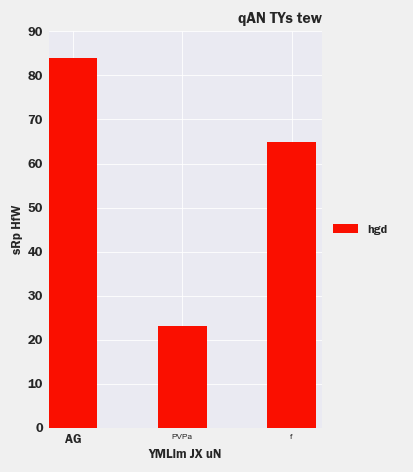 qAN TYs tew
90
80
70
60
50
40
30
20
10
0
sRp HfW
AG
PVPa
f
YMLlm JX uN
hgd